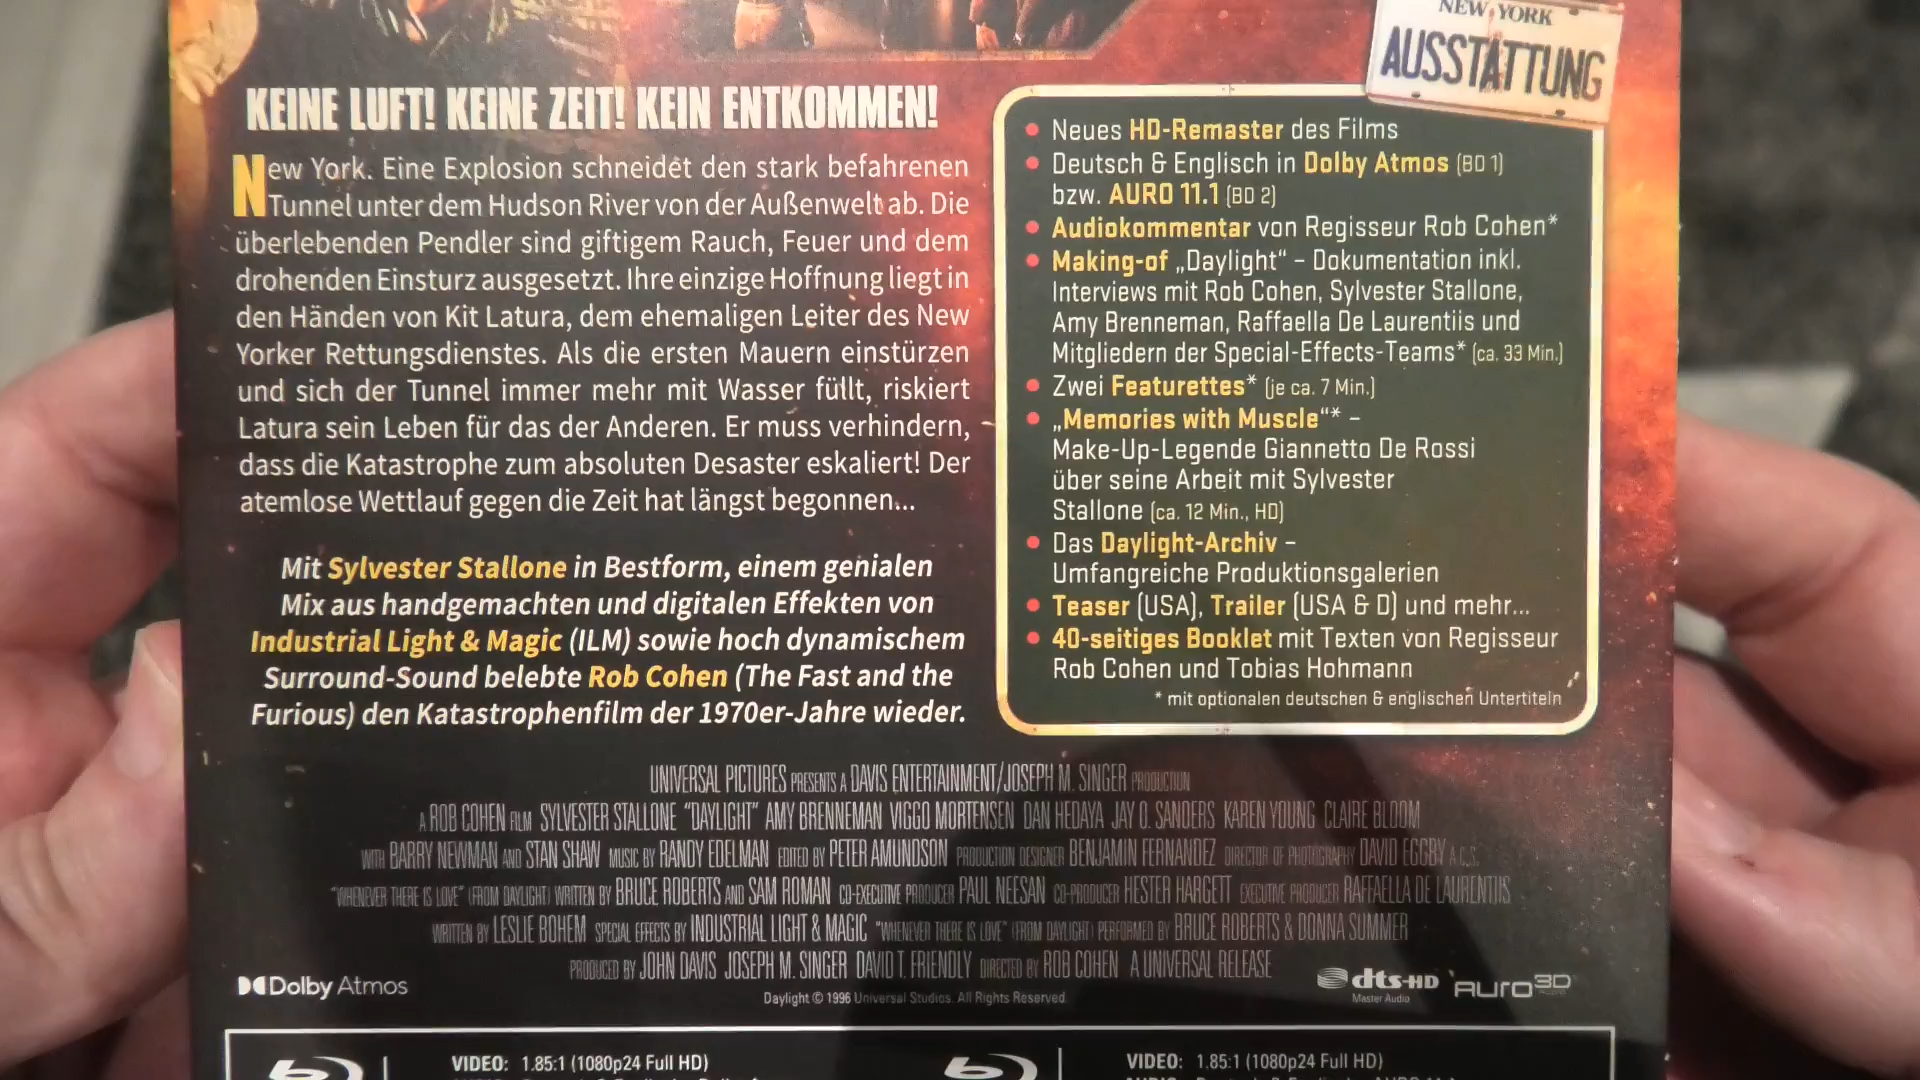 KEINE LUFT! KEINE ZEIT! KEIN ENTKOMMEN!
New York. Eine Explosion schneidet den stark befahrenen
Tunnel unter dem Hudson River von der Außenwelt ab. Die
überlebenden Pendler sind giftigem Rauch, Feuer und dem
drohenden Einsturz ausgesetzt. Ihre einzige Hoffnung liegt in
den Händen von Kit Latura, dem ehemaligen Leiter des New
Yorker Rettungsdienstes. Als die ersten Mauern einstürzen
und sich der Tunnel immer mehr mit Wasser füllt, riskiert
Latura sein Leben für das der Anderen. Er muss verhindern,
dass die Katastrophe zum absoluten Desaster eskaliert! Der
atemlose Wettlauf gegen die Zeit hat längst begonnen...
Mit Sylvester Stallone in Bestform, einem genialen
Mix aus handgemachten und digitalen Effekten von
Industrial Light & Magic (ILM) sowie hoch dynamischem
Surround-Sound belebte Rob Cohen (The Fast and the
Furious) den Katastrophenfilm der 1970er-Jahre wieder.
NEW YORK
AUSSTATTUNG
• Neues HD-Remaster des Films
• Deutsch & Englisch in Dolby Atmos (BD 1)
bzw. AURO 11.1 (BD 2)
• Audiokommentar von Regisseur Rob Cohen*
• Making-of „Daylight“ – Dokumentation inkl.
Interviews mit Rob Cohen, Sylvester Stallone,
Amy Brenneman, Raffaella De Laurentiis und
Mitgliedern der Special-Effects-Teams* (ca. 33 Min.)
• Zwei Featurettes* (je ca. 7 Min.)
• „Memories with Muscle“* –
Make-Up-Legende Giannetto De Rossi
über seine Arbeit mit Sylvester
Stallone (ca. 12 Min., HD)
• Das Daylight-Archiv –
Umfangreiche Produktionsgalerien
• Teaser (USA), Trailer (USA & D) und mehr...
• 40-seitiges Booklet mit Texten von Regisseur
Rob Cohen und Tobias Hohmann
* mit optionalen deutschen & englischen Untertiteln
UNIVERSAL PICTURES PRESENTS A DAVIS ENTERTAINMENT/JOSEPH M. SINGER PRODUCTION
A ROB COHEN FILM SYLVESTER STALLONE "DAYLIGHT" AMY BRENNEMAN VIGGO MORTENSEN DAN HEDAYA JAY O. SANDERS KAREN YOUNG CLAIRE BLOOM
WITH BARRY NEWMAN AND STAN SHAW MUSIC BY RANDY EDELMAN EDITED BY PETER AMUNDSON PRODUCTION DESIGNER BENJAMIN FERNANDEZ DIRECTOR OF PHOTOGRAPHY DAVID EGGBY A.C.S.
"WHENEVER THERE IS LOVE" (FROM DAYLIGHT) WRITTEN BY BRUCE ROBERTS AND SAM ROMAN CO-EXECUTIVE PRODUCER PAUL NEESAN CO-PRODUCER HESTER HARGETT EXECUTIVE PRODUCER RAFFAELLA DE LAURENTIIS
WRITTEN BY LESLIE BOHEM SPECIAL EFFECTS BY INDUSTRIAL LIGHT & MAGIC "WHENEVER THERE IS LOVE" (FROM DAYLIGHT) PERFORMED BY BRUCE ROBERTS & DONNA SUMMER
PRODUCED BY JOHN DAVIS JOSEPH M. SINGER DAVID T. FRIENDLY DIRECTED BY ROB COHEN A UNIVERSAL RELEASE
Dolby Atmos
Daylight © 1996 Universal Studios. All Rights Reserved.
dts-HD
Master Audio
AURO 3D
VIDEO: 1.85:1 (1080p24 Full HD)
VIDEO: 1.85:1 (1080p24 Full HD)